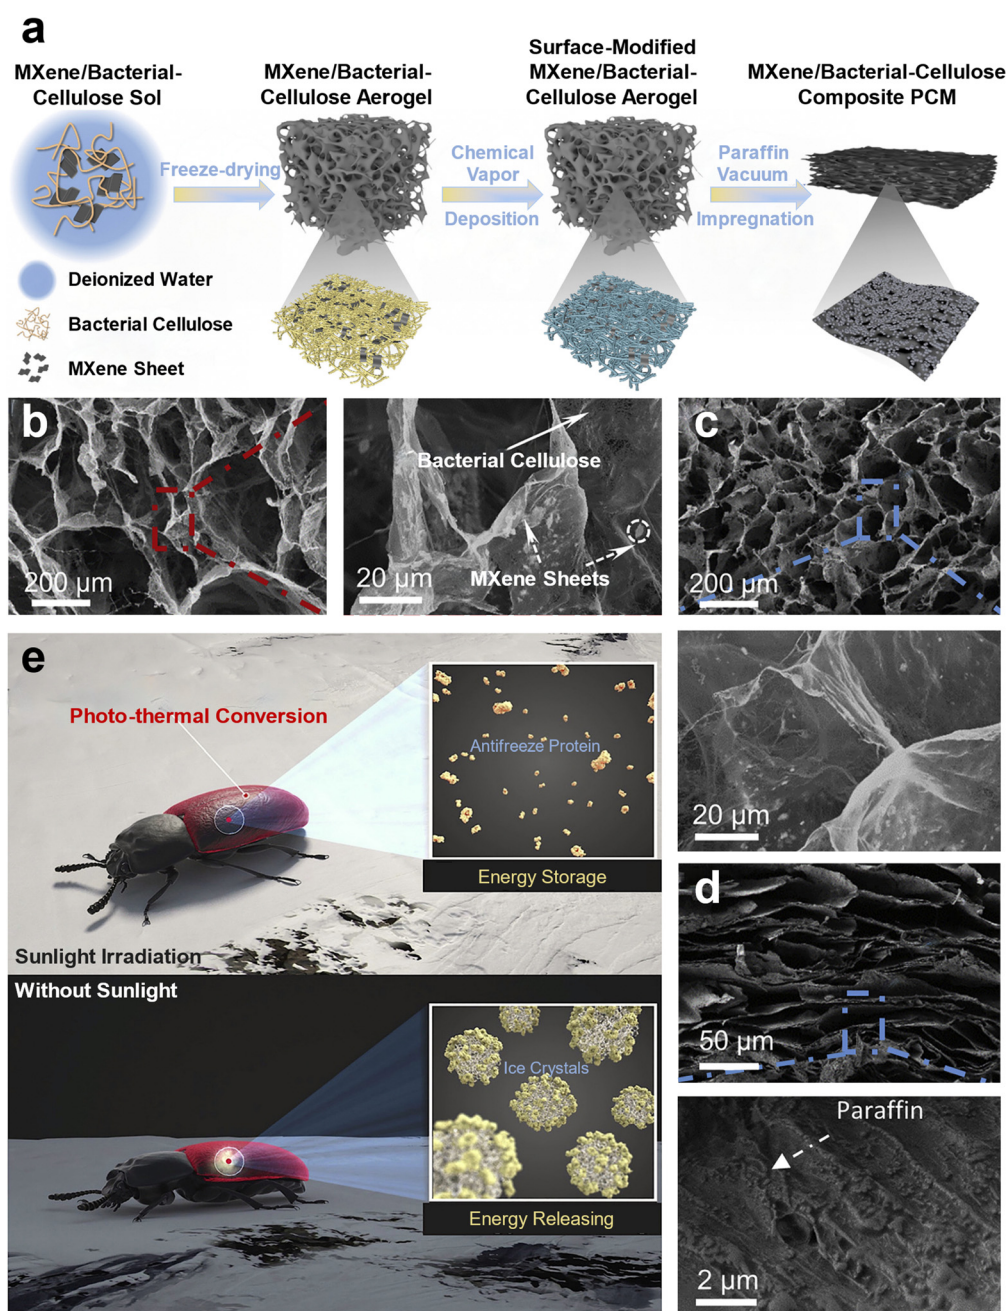 a
MXene/Bacterial-
Cellulose Sol
MXene/Bacterial-
Cellulose Aerogel
Surface-Modified
MXene/Bacterial-
Cellulose Aerogel
MXene/Bacterial-Cellulose
Composite PCM
Freeze-drying
Chemical
Vapor
Deposition
Paraffin
Vacuum
Impregnation
Deionized Water
Bacterial Cellulose
MXene Sheet
b
200 μm
Bacterial Cellulose
MXene Sheets
20 μm
c
200 μm
20 μm
d
50 μm
Paraffin
2 μm
e
Photo-thermal Conversion
Antifreeze Protein
Energy Storage
Sunlight Irradiation
Without Sunlight
Ice Crystals
Energy Releasing